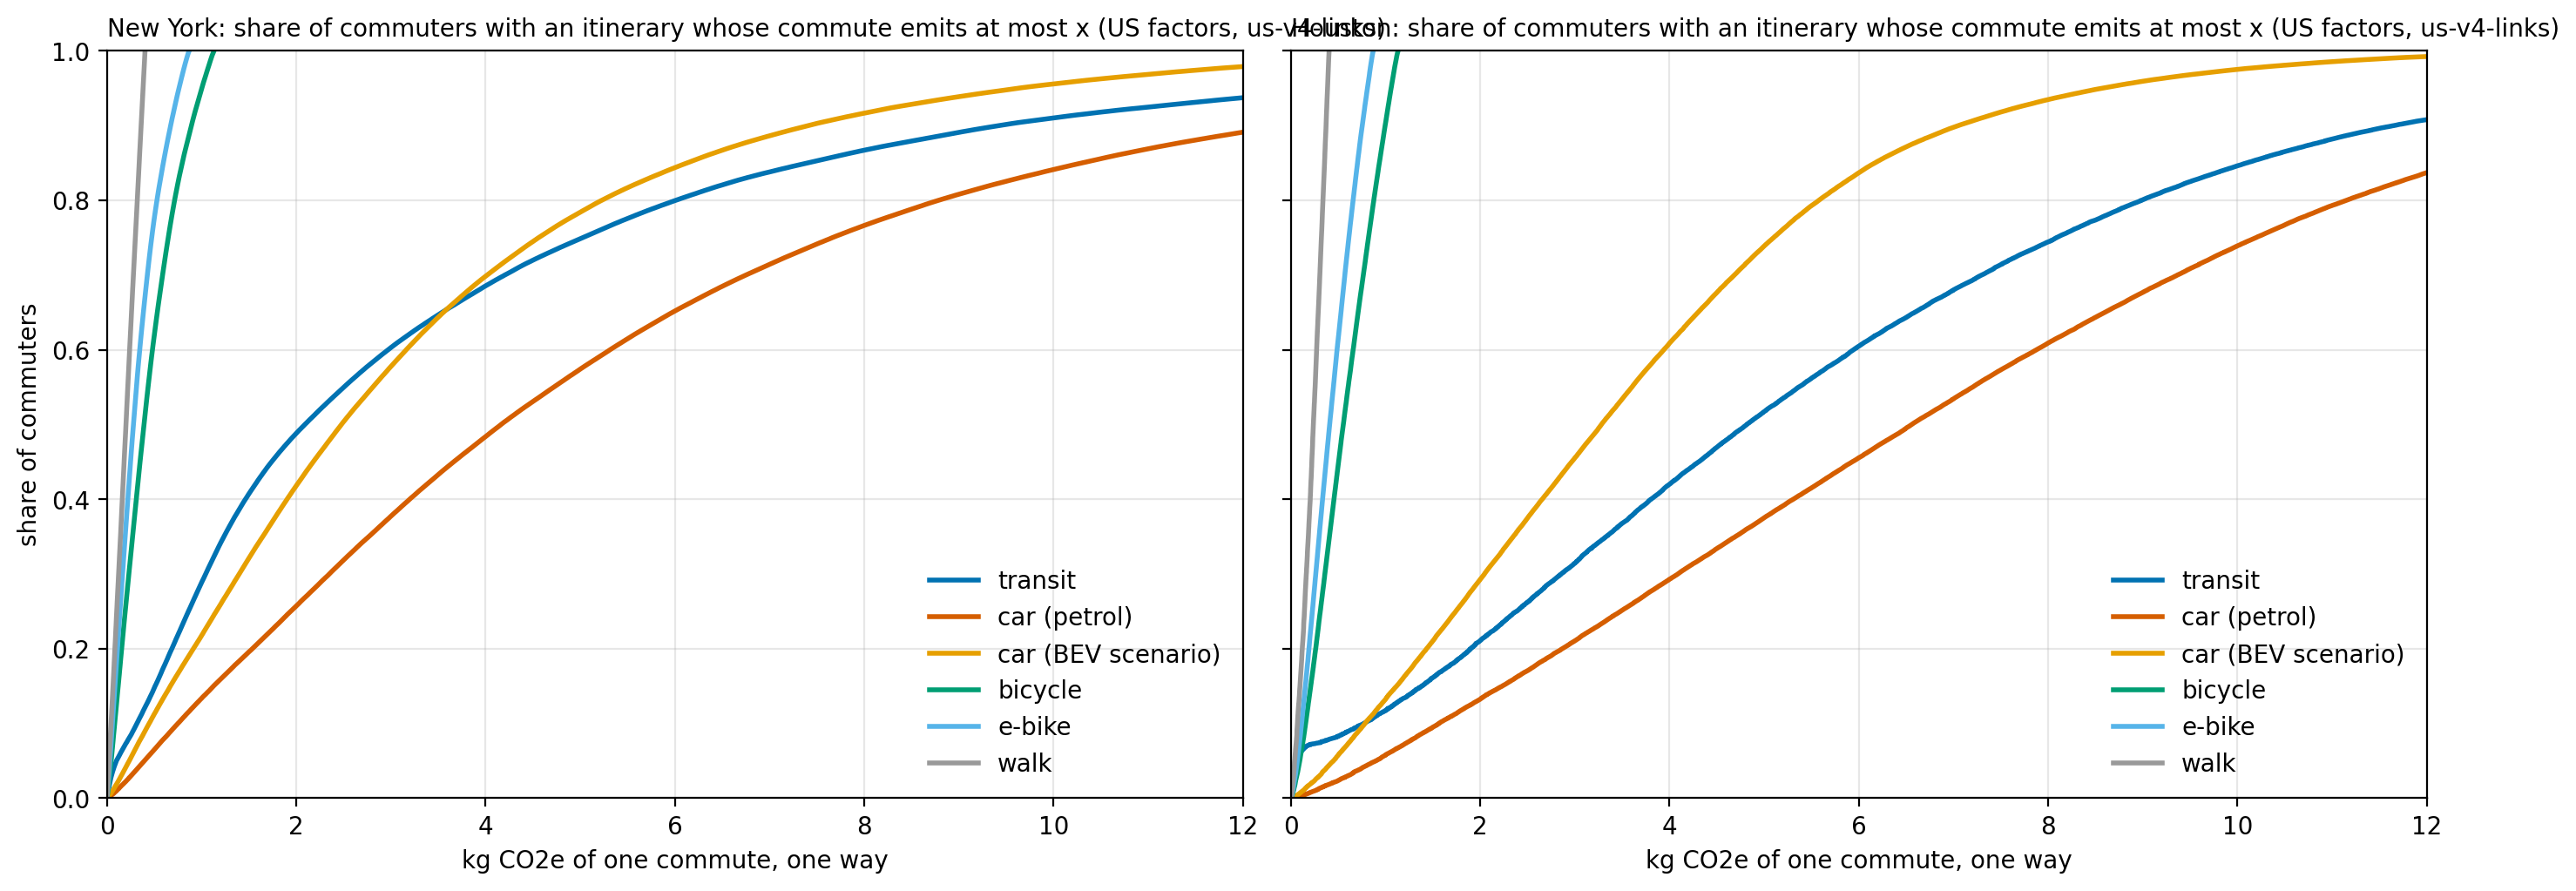 New York: share of commuters with an itinerary whose commute emits at most x (US factors, us-v4-links)
Houston: share of commuters with an itinerary whose commute emits at most x (US factors, us-v4-links)
share of commuters
1.0
0.8
0.6
0.4
0.2
0.0
0 2 4 6 8 10 12
kg CO2e of one commute, one way
transit
car (petrol)
car (BEV scenario)
bicycle
e-bike
walk
0 2 4 6 8 10 12
kg CO2e of one commute, one way
transit
car (petrol)
car (BEV scenario)
bicycle
e-bike
walk